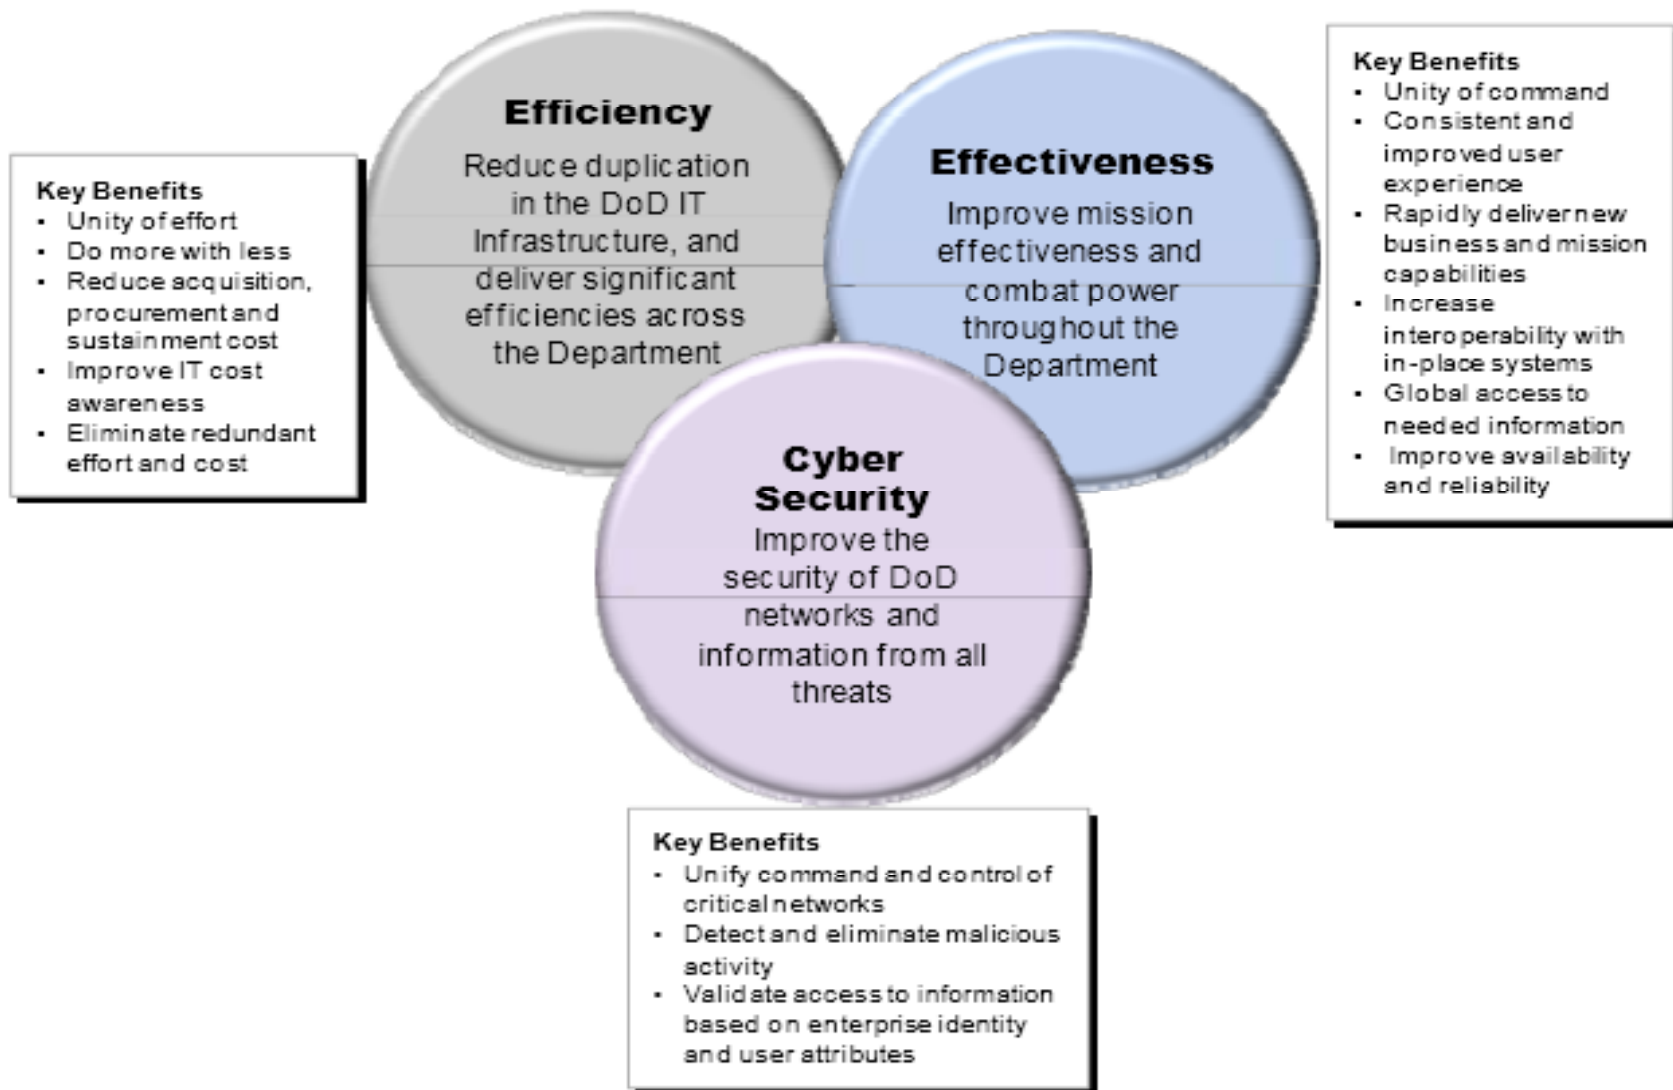 Efficiency
Reduce duplication
in the DoD IT
Infrastructure, and
deliver significant
efficiencies across
the Department
Key Benefits
▪ Unity of effort
▪ Do more with less
▪ Reduce acquisition,
procurement and
sustainment cost
▪ Improve IT cost
awareness
▪ Eliminate redundant
effort and cost
Effectiveness
Improve mission
effectiveness and
combat power
throughout the
Department
Key Benefits
▪ Unity of command
▪ Consistent and
improved user
experience
▪ Rapidly deliver new
business and mission
capabilities
▪ Increase
interoperability with
in-place systems
▪ Global access to
needed information
▪ Improve availability
and reliability
Cyber
Security
Improve the
security of DoD
networks and
information from all
threats
Key Benefits
▪ Unify command and control of
critical networks
▪ Detect and eliminate malicious
activity
▪ Validate access to information
based on enterprise identity
and user attributes